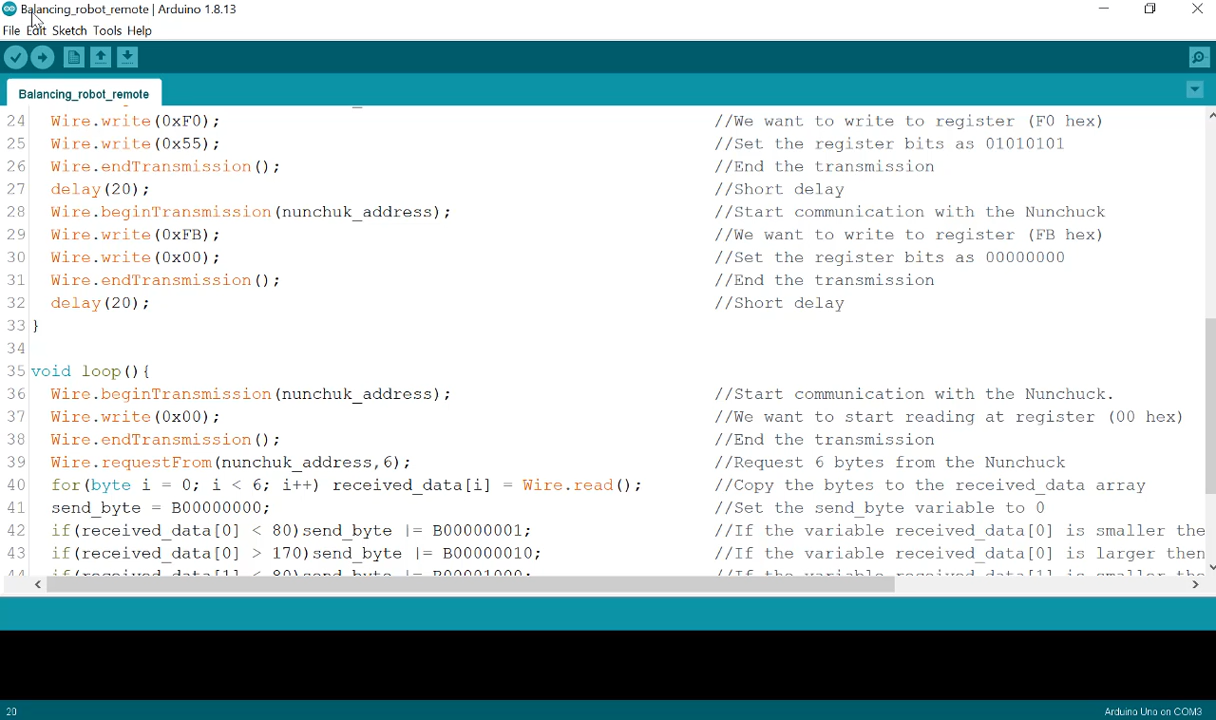 Balancing_robot_remote | Arduino 1.8.13
File Edit Sketch Tools Help
Balancing_robot_remote
24 Wire.write(0xF0); //We want to write to register (F0 hex)
25 Wire.write(0x55); //Set the register bits as 01010101
26 Wire.endTransmission(); //End the transmission
27 delay(20); //Short delay
28 Wire.beginTransmission(nunchuk_address); //Start communication with the Nunchuck
29 Wire.write(0xFB); //We want to write to register (FB hex)
30 Wire.write(0x00); //Set the register bits as 00000000
31 Wire.endTransmission(); //End the transmission
32 delay(20); //Short delay
33 }
34
35 void loop(){
36 Wire.beginTransmission(nunchuk_address); //Start communication with the Nunchuck.
37 Wire.write(0x00); //We want to start reading at register (00 hex)
38 Wire.endTransmission(); //End the transmission
39 Wire.requestFrom(nunchuk_address,6); //Request 6 bytes from the Nunchuck
40 for(byte i = 0; i < 6; i++) received_data[i] = Wire.read(); //Copy the bytes to the received_data array
41 send_byte = B00000000; //Set the send_byte variable to 0
42 if(received_data[0] < 80)send_byte |= B00000001; //If the variable received_data[0] is smaller the
43 if(received_data[0] > 170)send_byte |= B00000010; //If the variable received_data[0] is larger then
44 if(received_data[1] < 80)send_byte |= B00001000; //If the variable received_data[1] is smaller the
20
Arduino Uno on COM3